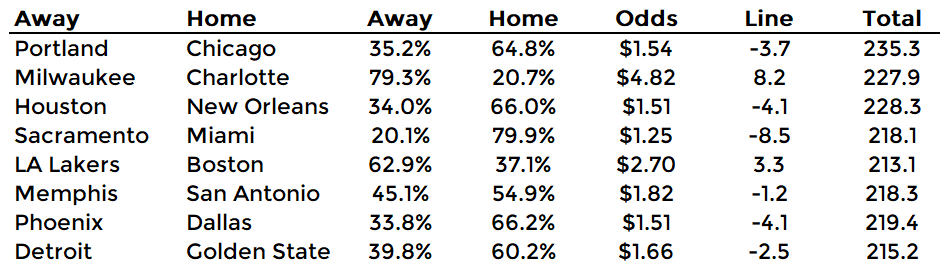 Away Home Away Home Odds Line Total
Portland Chicago 35.2% 64.8% $1.54 -3.7 235.3
Milwaukee Charlotte 79.3% 20.7% $4.82 8.2 227.9
Houston New Orleans 34.0% 66.0% $1.51 -4.1 228.3
Sacramento Miami 20.1% 79.9% $1.25 -8.5 218.1
LA Lakers Boston 62.9% 37.1% $2.70 3.3 213.1
Memphis San Antonio 45.1% 54.9% $1.82 -1.2 218.3
Phoenix Dallas 33.8% 66.2% $1.51 -4.1 219.4
Detroit Golden State 39.8% 60.2% $1.66 -2.5 215.2